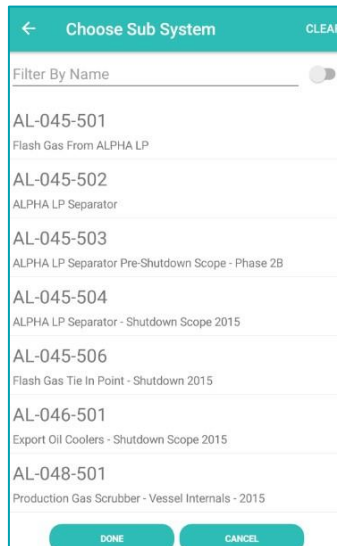 Choose Sub System
CLEAR
Filter By Name
AL-045-501
Flash Gas From ALPHA LP
AL-045-502
ALPHA LP Separator
AL-045-503
ALPHA LP Separator Pre-Shutdown Scope - Phase 2B
AL-045-504
ALPHA LP Separator - Shutdown Scope 2015
AL-045-506
Flash Gas Tie In Point - Shutdown 2015
AL-046-501
Export Oil Coolers - Shutdown Scope 2015
AL-048-501
Production Gas Scrubber - Vessel Internals - 2015
DONE
CANCEL